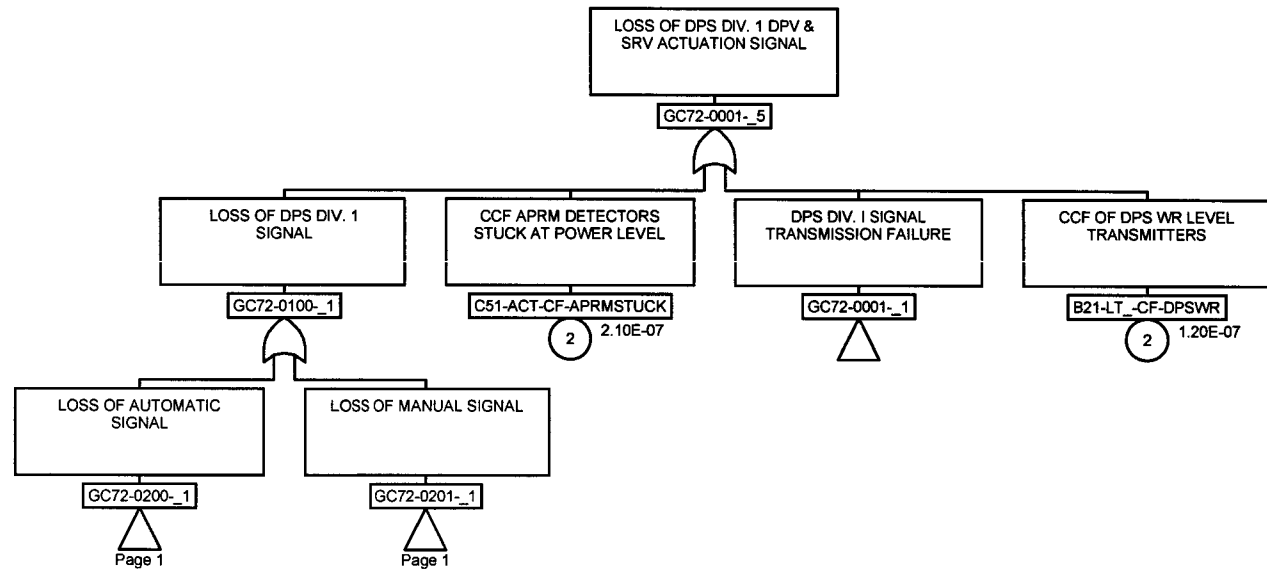 LOSS OF DPS DIV. 1 DPV &
SRV ACTUATION SIGNAL
GC72-0001-_5
LOSS OF DPS DIV. 1
SIGNAL
GC72-0100-_1
CCF APRM DETECTORS
STUCK AT POWER LEVEL
C51-ACT-CF-APRMSTUCK
2
2.10E-07
DPS DIV. I SIGNAL
TRANSMISSION FAILURE
GC72-0001-_1
CCF OF DPS WR LEVEL
TRANSMITTERS
B21-LT_-CF-DPSWR
2
1.20E-07
LOSS OF AUTOMATIC
SIGNAL
GC72-0200-_1
Page 1
LOSS OF MANUAL SIGNAL
GC72-0201-_1
Page 1